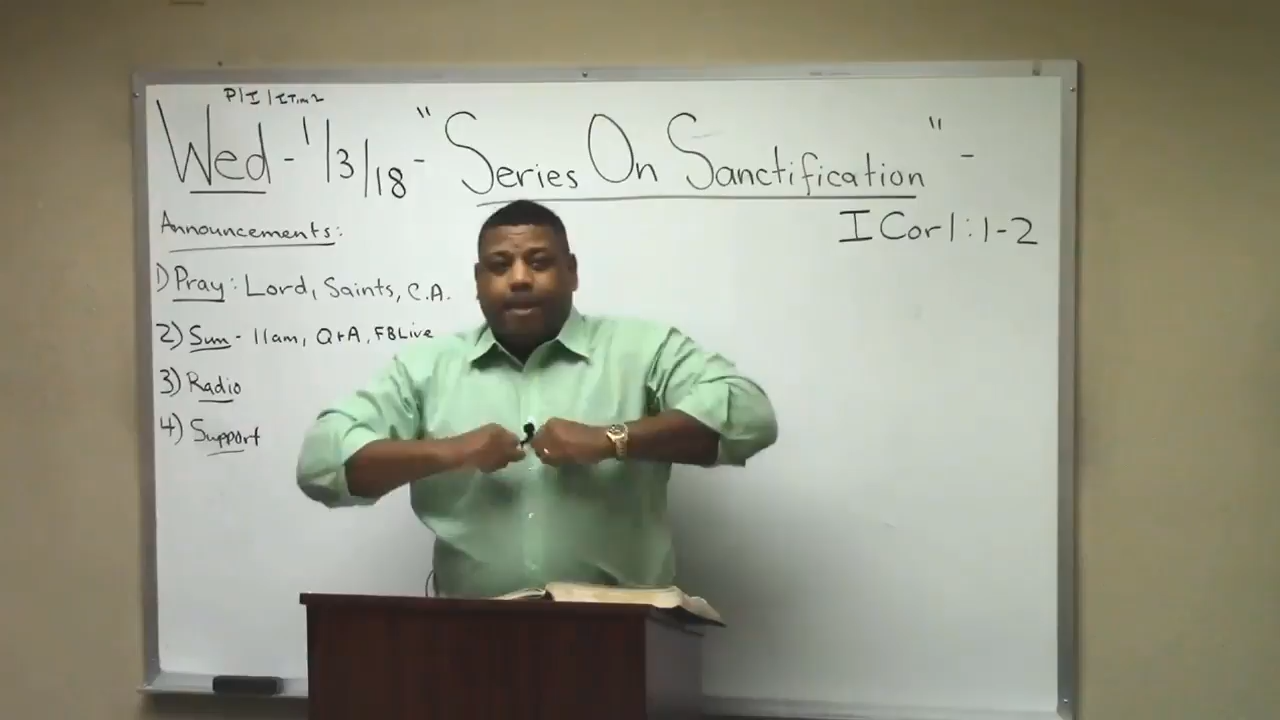 P/I/ITim2
Wed - 1/3/18 - "Series On Sanctification" -
I Cor 1:1-2
Announcements:
1) Pray: Lord, Saints, C.A.
2) Sun - 11am, Q+A, FBLive
3) Radio
4) Support